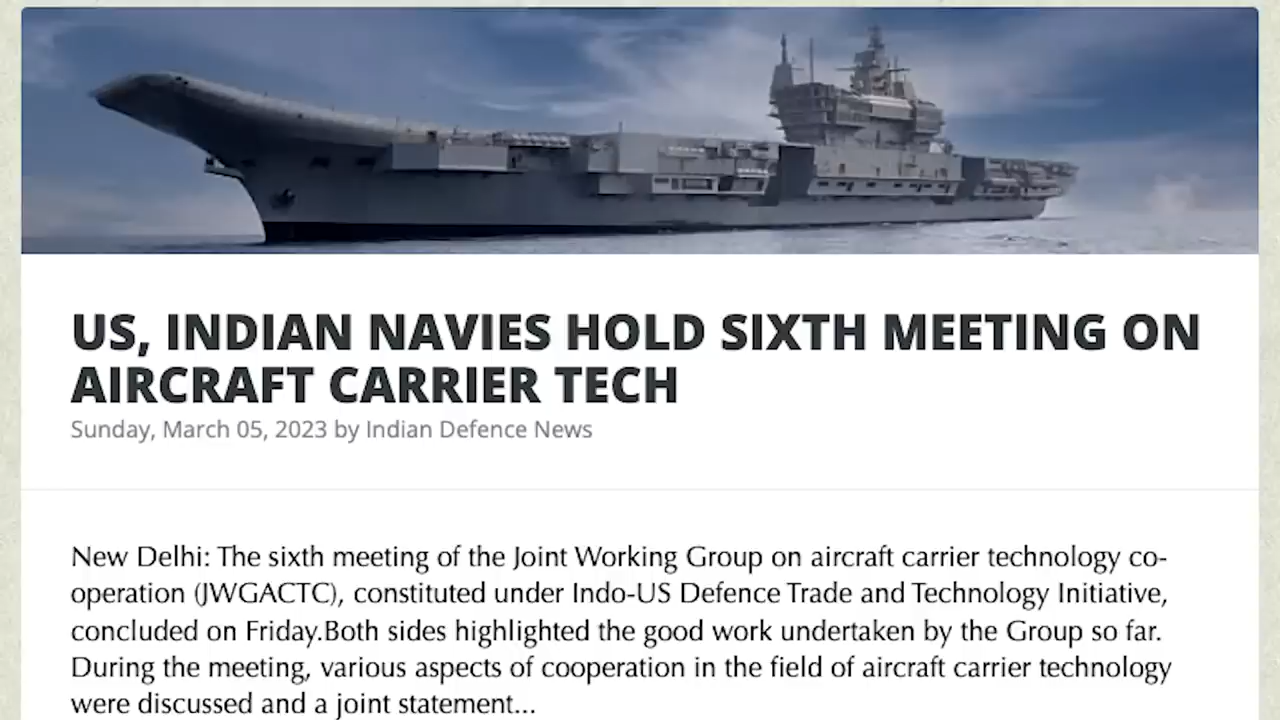 US, INDIAN NAVIES HOLD SIXTH MEETING ON
AIRCRAFT CARRIER TECH
Sunday, March 05, 2023 by Indian Defence News
New Delhi: The sixth meeting of the Joint Working Group on aircraft carrier technology co-
operation (JWGACTC), constituted under Indo-US Defence Trade and Technology Initiative,
concluded on Friday.Both sides highlighted the good work undertaken by the Group so far.
During the meeting, various aspects of cooperation in the field of aircraft carrier technology
were discussed and a joint statement...